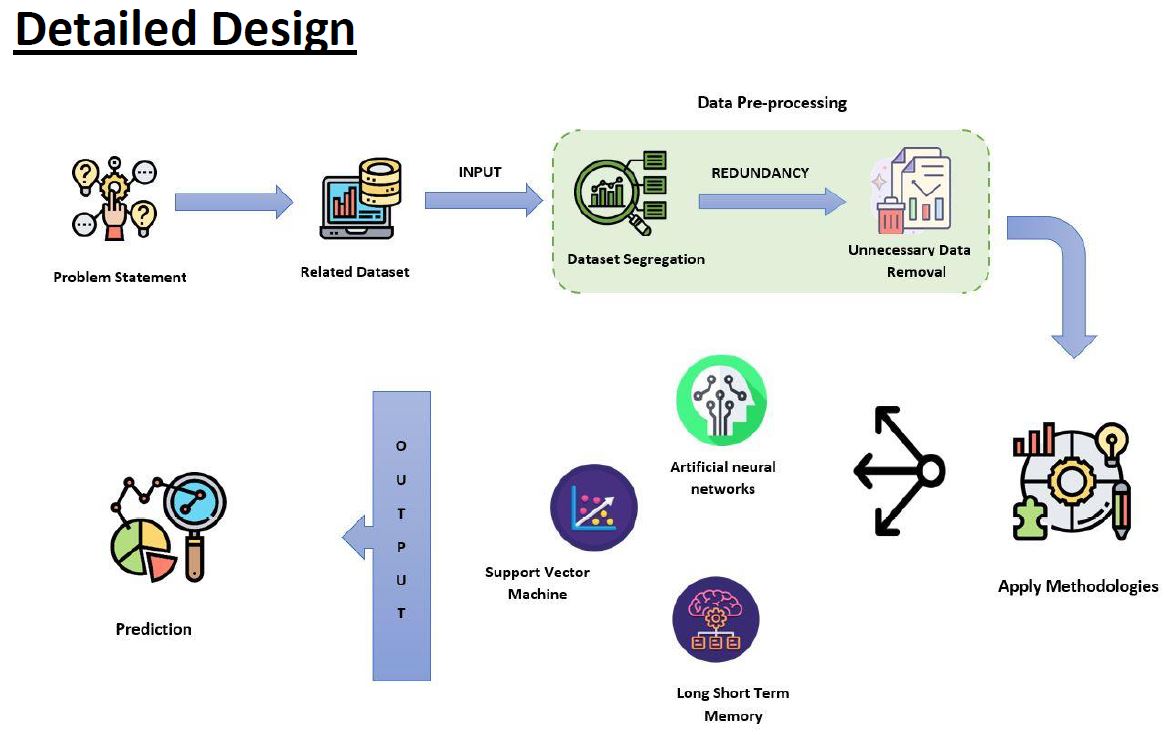 Detailed Design
Data Pre-processing
INPUT
REDUNDANCY
Problem Statement
Related Dataset
Dataset Segregation
Unnecessary Data
Removal
Artificial neural
networks
Support Vector
Machine
Long Short Term
Memory
Apply Methodologies
OUTPUT
Prediction